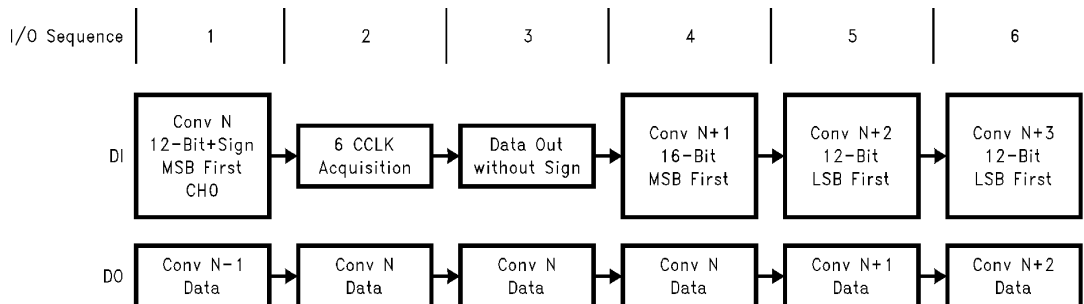 I/O Sequence 1 2 3 4 5 6
DI
Conv N
12-Bit+Sign
MSB First
CH0
6 CCLK
Acquisition
Data Out
without Sign
Conv N+1
16-Bit
MSB First
Conv N+2
12-Bit
LSB First
Conv N+3
12-Bit
LSB First
DO
Conv N-1
Data
Conv N
Data
Conv N
Data
Conv N
Data
Conv N+1
Data
Conv N+2
Data